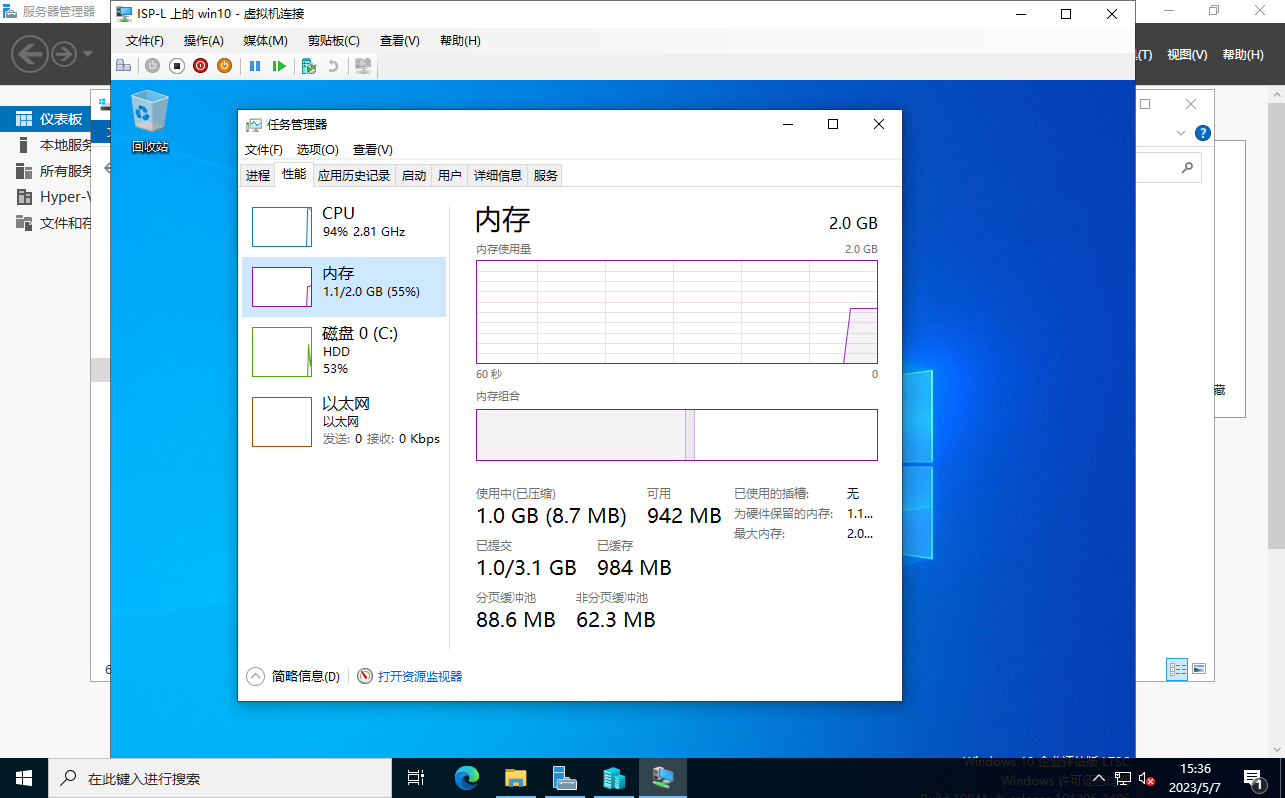 服务器管理器
ISP-L 上的 win10 - 虚拟机连接
文件(F) 操作(A) 媒体(M) 剪贴板(C) 查看(V) 帮助(H)
(T) 视图(V) 帮助(H)
仪表板
本地服务
所有服务
Hyper-V
文件和存
回收站
任务管理器
文件(F) 选项(O) 查看(V)
进程 性能 应用历史记录 启动 用户 详细信息 服务
CPU
94% 2.81 GHz
内存
1.1/2.0 GB (55%)
磁盘 0 (C:)
HDD
53%
以太网
以太网
发送: 0 接收: 0 Kbps
内存 2.0 GB
内存使用量 2.0 GB
60 秒 0
内存组合
使用中(已压缩) 可用
1.0 GB (8.7 MB) 942 MB
已提交 已缓存
1.0/3.1 GB 984 MB
分页缓冲池 非分页缓冲池
88.6 MB 62.3 MB
已使用的插槽: 无
为硬件保留的内存: 1.1...
最大内存: 2.0...
简略信息(D) 打开资源监视器
藏
6
Windows 10 企业评估版 LTSC
Windows 许可证
在此键入进行搜索
15:36
2023/5/7
1